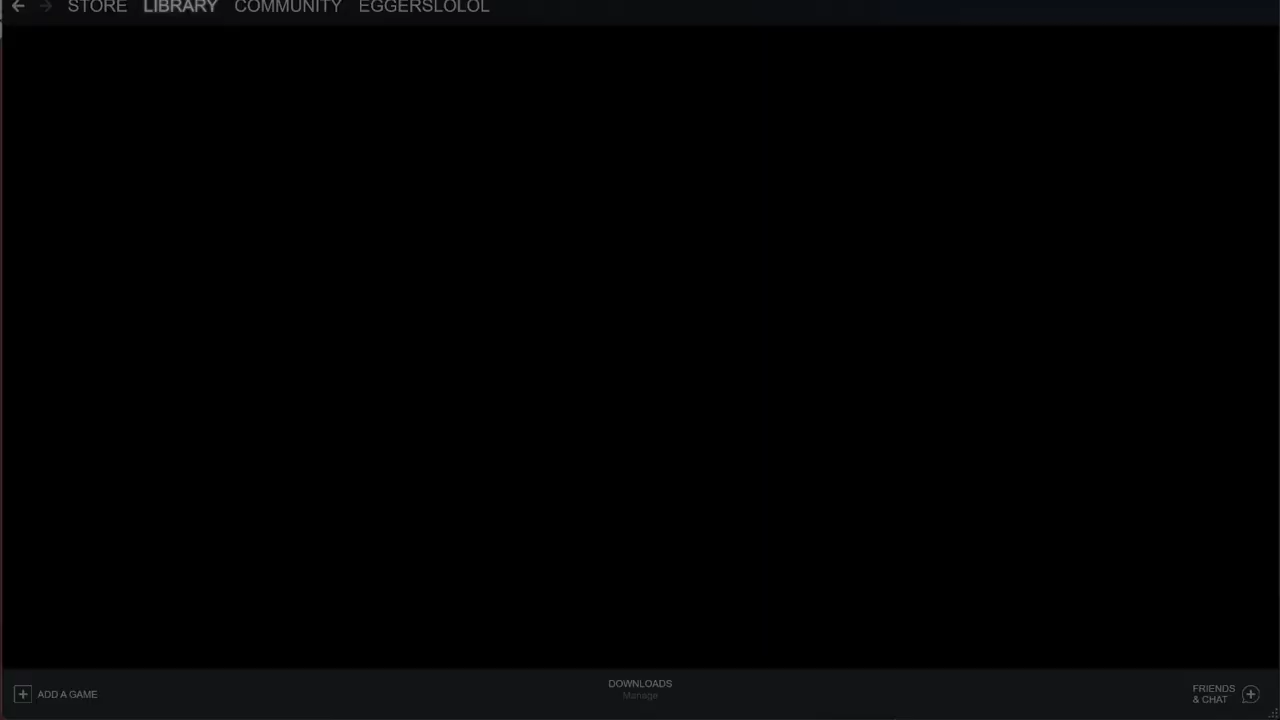 STORE LIBRARY COMMUNITY EGGERSLOLOL
ADD A GAME
DOWNLOADS
Manage
FRIENDS
& CHAT